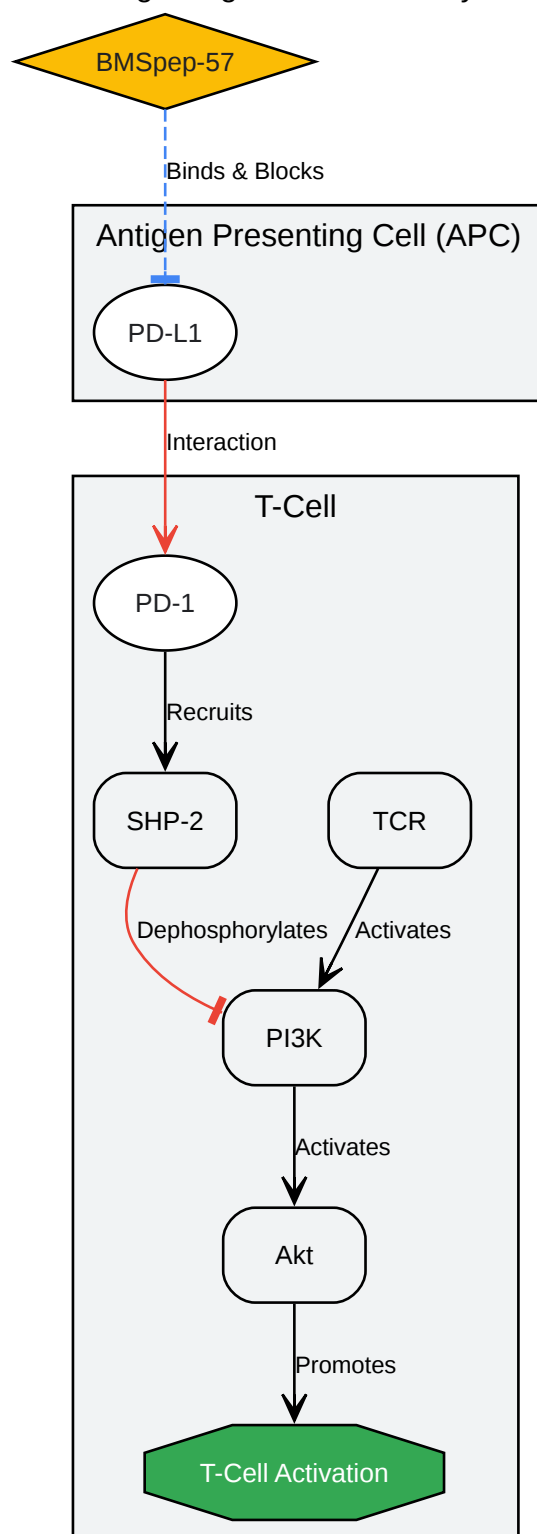 BMSpep-57
Binds & Blocks
Antigen Presenting Cell (APC)
PD-L1
Interaction
T-Cell
PD-1
Recruits
SHP-2
TCR
Dephosphorylates
Activates
PI3K
Activates
Akt
Promotes
T-Cell Activation